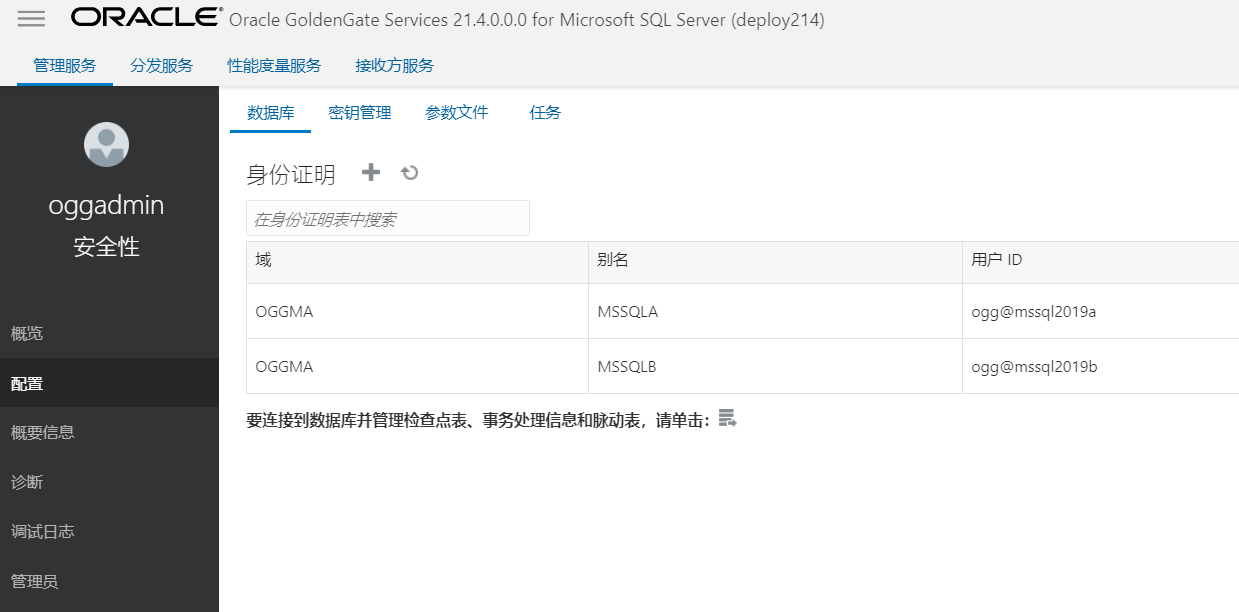 ORACLE® Oracle GoldenGate Services 21.4.0.0.0 for Microsoft SQL Server (deploy214)
管理服务 分发服务 性能度量服务 接收方服务
oggadmin
安全性
概览
配置
概要信息
诊断
调试日志
管理员
数据库 密钥管理 参数文件 任务
身份证明
在身份证明表中搜索
域 别名 用户 ID
OGGMA MSSQLA ogg@mssql2019a
OGGMA MSSQLB ogg@mssql2019b
要连接到数据库并管理检查点表、事务处理信息和脉动表，请单击：